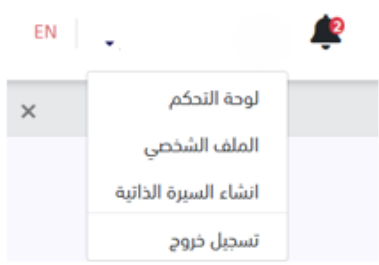 EN
2
لوحة التحكم
الملف الشخصي
انشاء السيرة الذاتية
تسجيل خروج